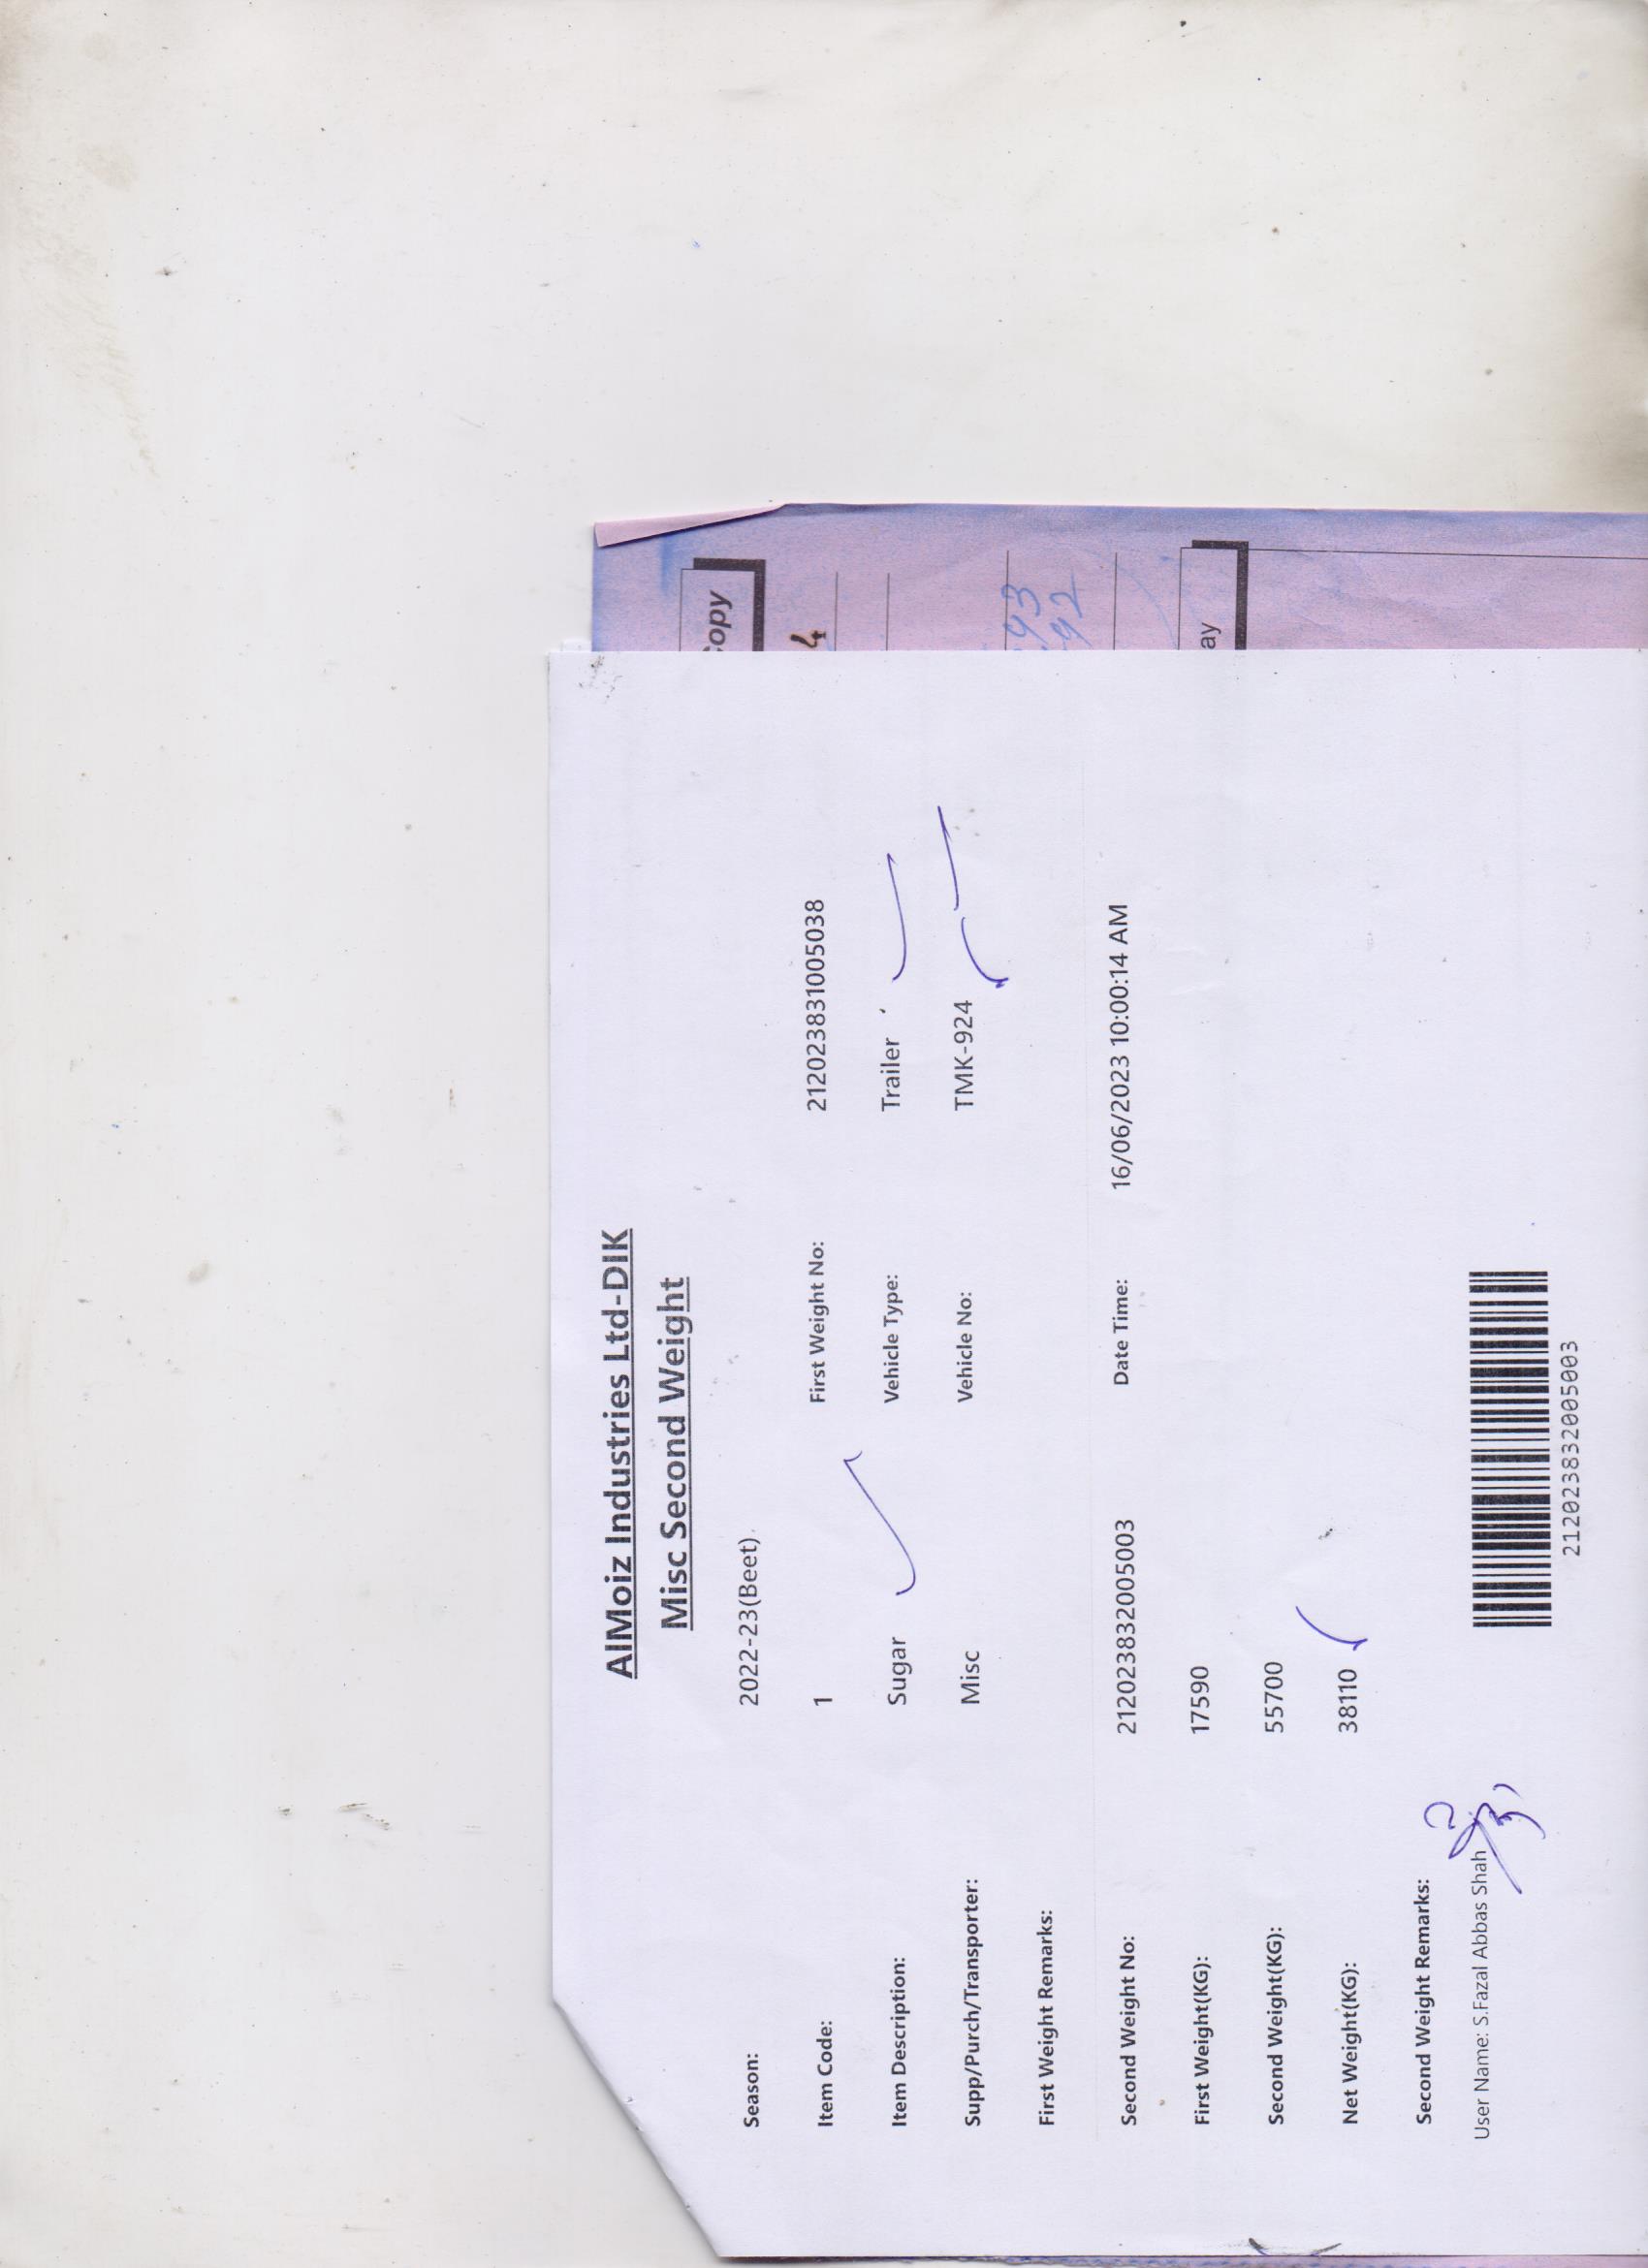 AlMoiz Industries Ltd-DIK
Misc Second Weight
Season: 2022-23(Beet)
Item Code: 1 First Weight No: 212023831005038
Item Description: Sugar Vehicle Type: Trailer
Supp/Purch/Transporter: Misc Vehicle No: TMK-924
First Weight Remarks:
Second Weight No: 212023832005003 Date Time: 16/06/2023 10:00:14 AM
First Weight(KG): 17590
Second Weight(KG): 55700
Net Weight(KG): 38110
Second Weight Remarks:
User Name: S.Fazal Abbas Shah
212023832005003
opy
4
93
92
ay